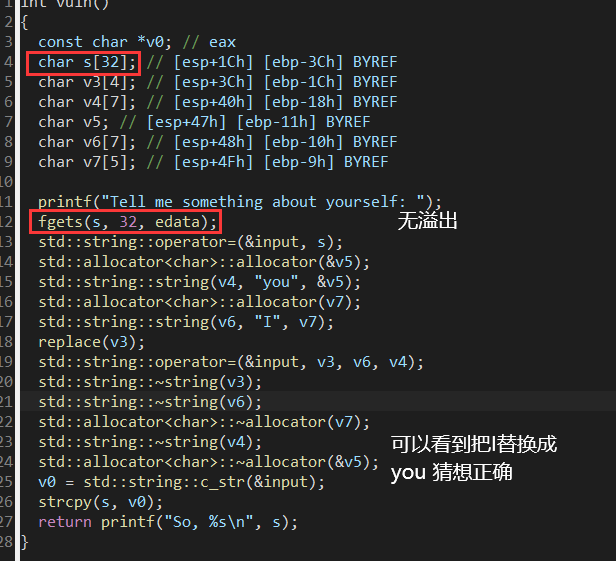 1 int vuln()
2 {
3 const char *v0; // eax
4 char s[32]; // [esp+1Ch] [ebp-3Ch] BYREF
5 char v3[4]; // [esp+3Ch] [ebp-1Ch] BYREF
6 char v4[7]; // [esp+40h] [ebp-18h] BYREF
7 char v5; // [esp+47h] [ebp-11h] BYREF
8 char v6[7]; // [esp+48h] [ebp-10h] BYREF
9 char v7[5]; // [esp+4Fh] [ebp-9h] BYREF
10
11 printf("Tell me something about yourself: ");
12 fgets(s, 32, edata); 无溢出
13 std::string::operator=(&input, s);
14 std::allocator<char>::allocator(&v5);
15 std::string::string(v4, "you", &v5);
16 std::allocator<char>::allocator(v7);
17 std::string::string(v6, "I", v7);
18 replace(v3);
19 std::string::operator=(&input, v3, v6, v4);
20 std::string::~string(v3);
21 std::string::~string(v6);
22 std::allocator<char>::~allocator(v7);
23 std::string::~string(v4); 可以看到把I替换成
24 std::allocator<char>::~allocator(&v5); you 猜想正确
25 v0 = std::string::c_str(&input);
26 strcpy(s, v0);
27 return printf("So, %s\n", s);
28 }